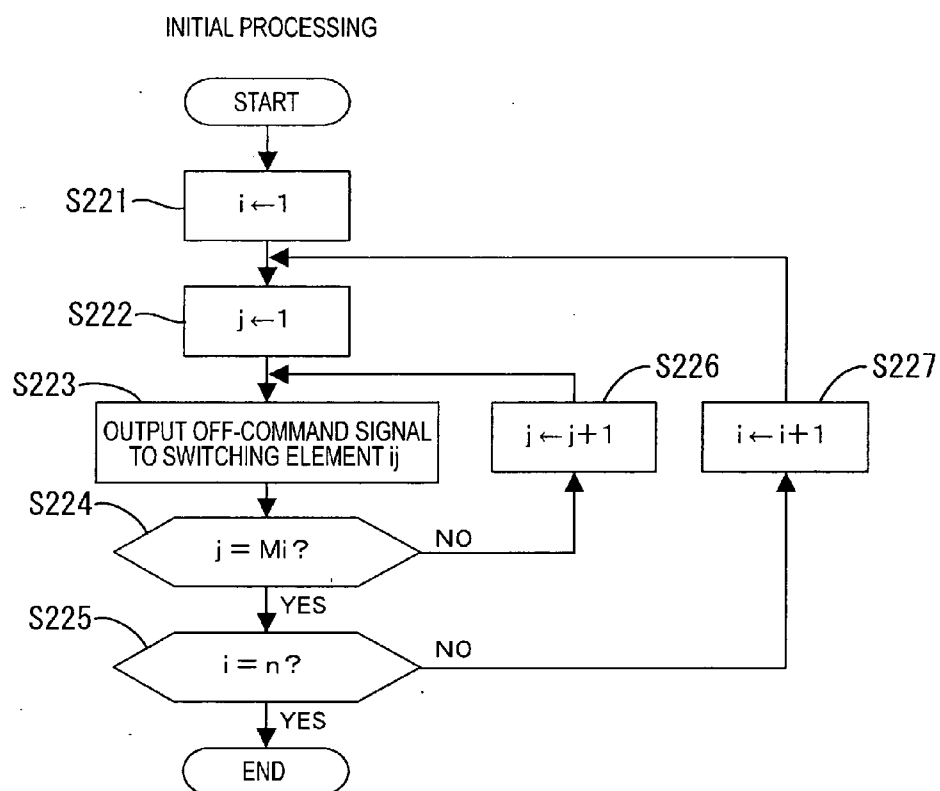 INITIAL PROCESSING
START
S221
i ← 1
S222
j ← 1
S223
OUTPUT OFF-COMMAND SIGNAL
TO SWITCHING ELEMENT ij
S226
j ← j+1
S227
i ← i+1
S224
j = Mi?
NO
YES
S225
i = n?
NO
YES
END